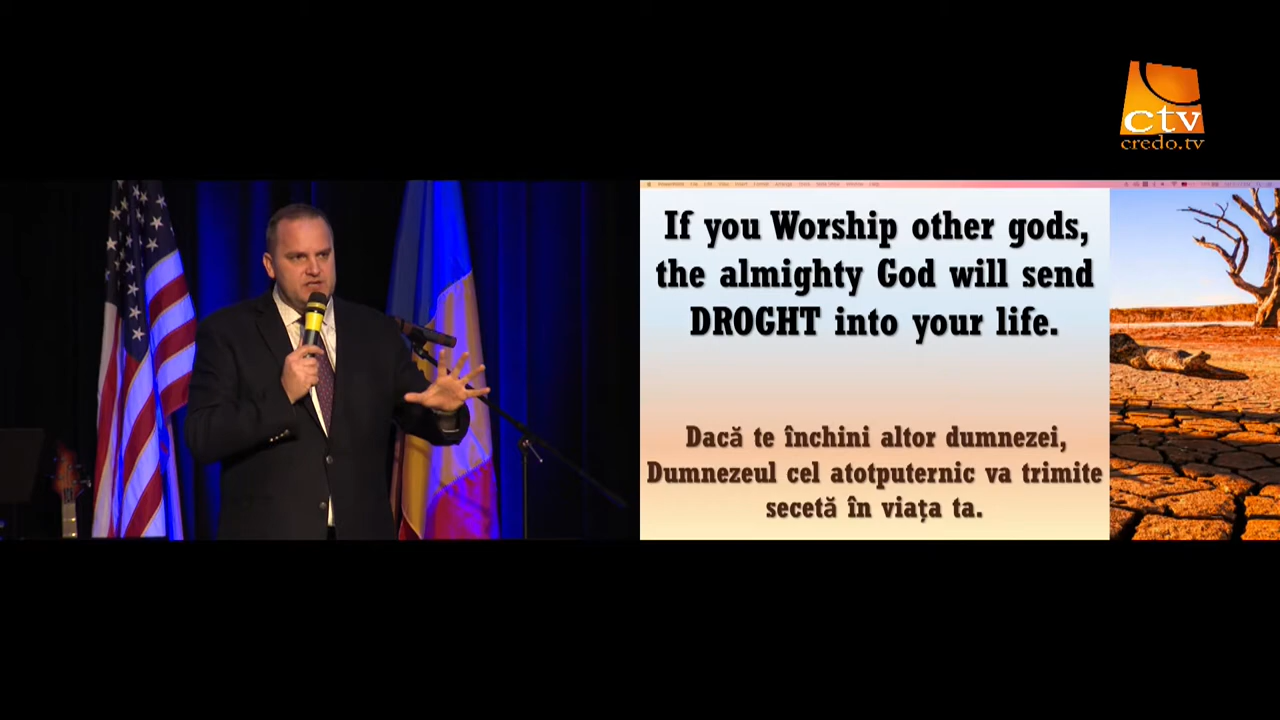 ctv
credo.tv
If you Worship other gods,
the almighty God will send
DROGHT into your life.
Dacă te închini altor dumnezei,
Dumnezeul cel atotputernic va trimite
secetă în viața ta.